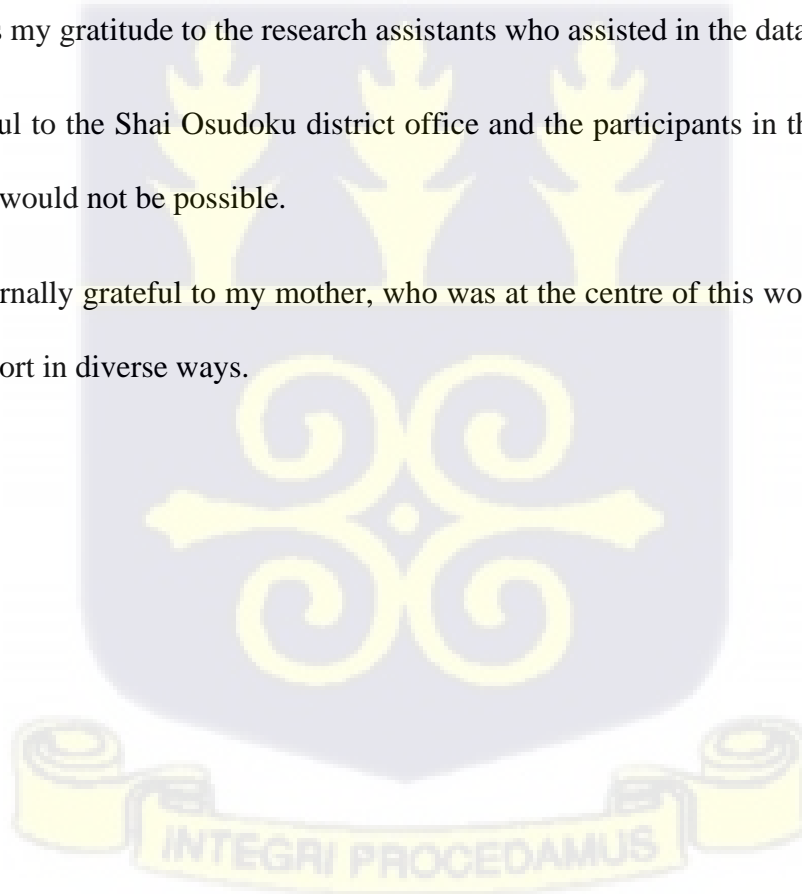 s my gratitude to the research assistants who assisted in the data
ul to the Shai Osudoku district office and the participants in th
would not be possible.
rnally grateful to my mother, who was at the centre of this wo
ort in diverse ways.
INTEGRI PROCEDAMUS